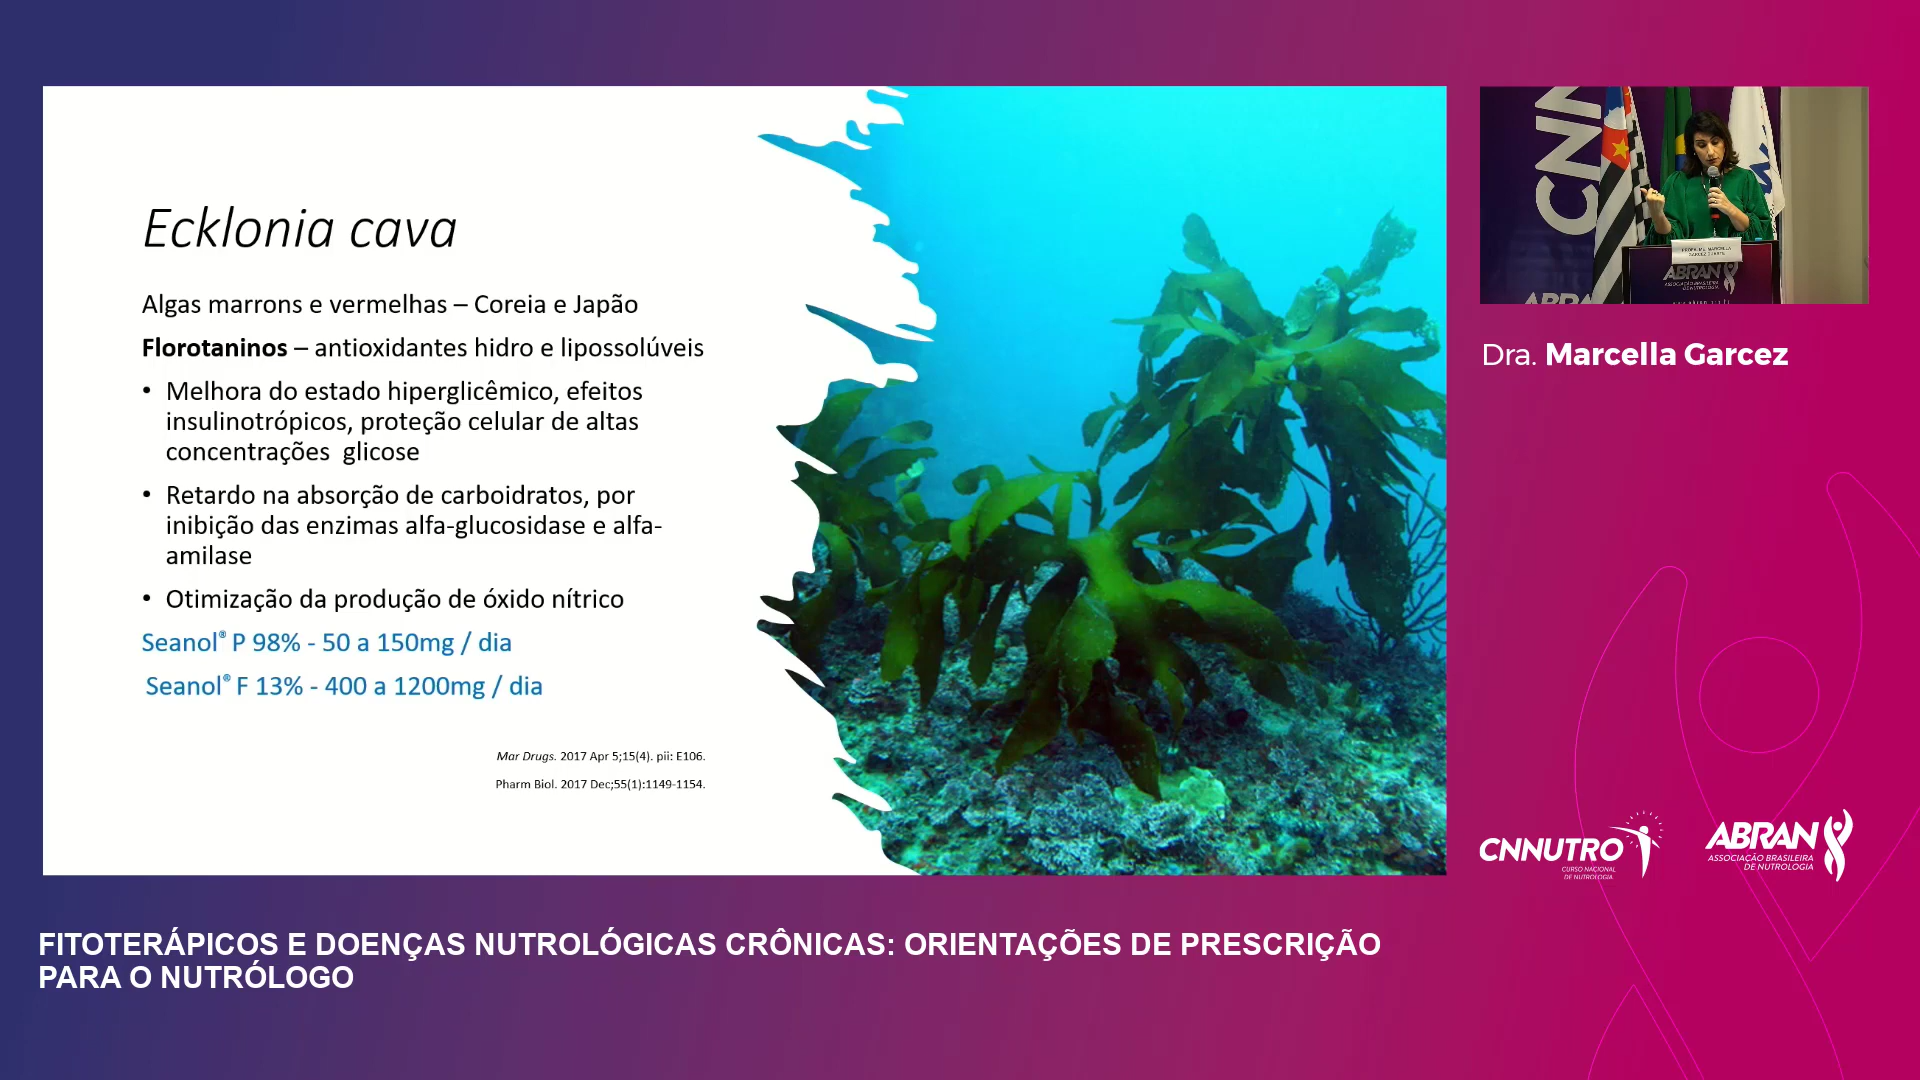 Ecklonia cava
Algas marrons e vermelhas – Coreia e Japão
Florotaninos – antioxidantes hidro e lipossolúveis
• Melhora do estado hiperglicêmico, efeitos
insulinotrópicos, proteção celular de altas
concentrações glicose
• Retardo na absorção de carboidratos, por
inibição das enzimas alfa-glucosidase e alfa-
amilase
• Otimização da produção de óxido nítrico
Seanol® P 98% - 50 a 150mg / dia
Seanol® F 13% - 400 a 1200mg / dia
Mar Drugs. 2017 Apr 5;15(4). pii: E106.
Pharm Biol. 2017 Dec;55(1):1149-1154.
CNN
ABRAN
ABRAN
Dra. Marcella Garcez
CNNUTRO
CURSO NACIONAL
DE NUTROLOGIA
ABRAN
ASSOCIAÇÃO BRASILEIRA
DE NUTROLOGIA
FITOTERÁPICOS E DOENÇAS NUTROLÓGICAS CRÔNICAS: ORIENTAÇÕES DE PRESCRIÇÃO
PARA O NUTRÓLOGO